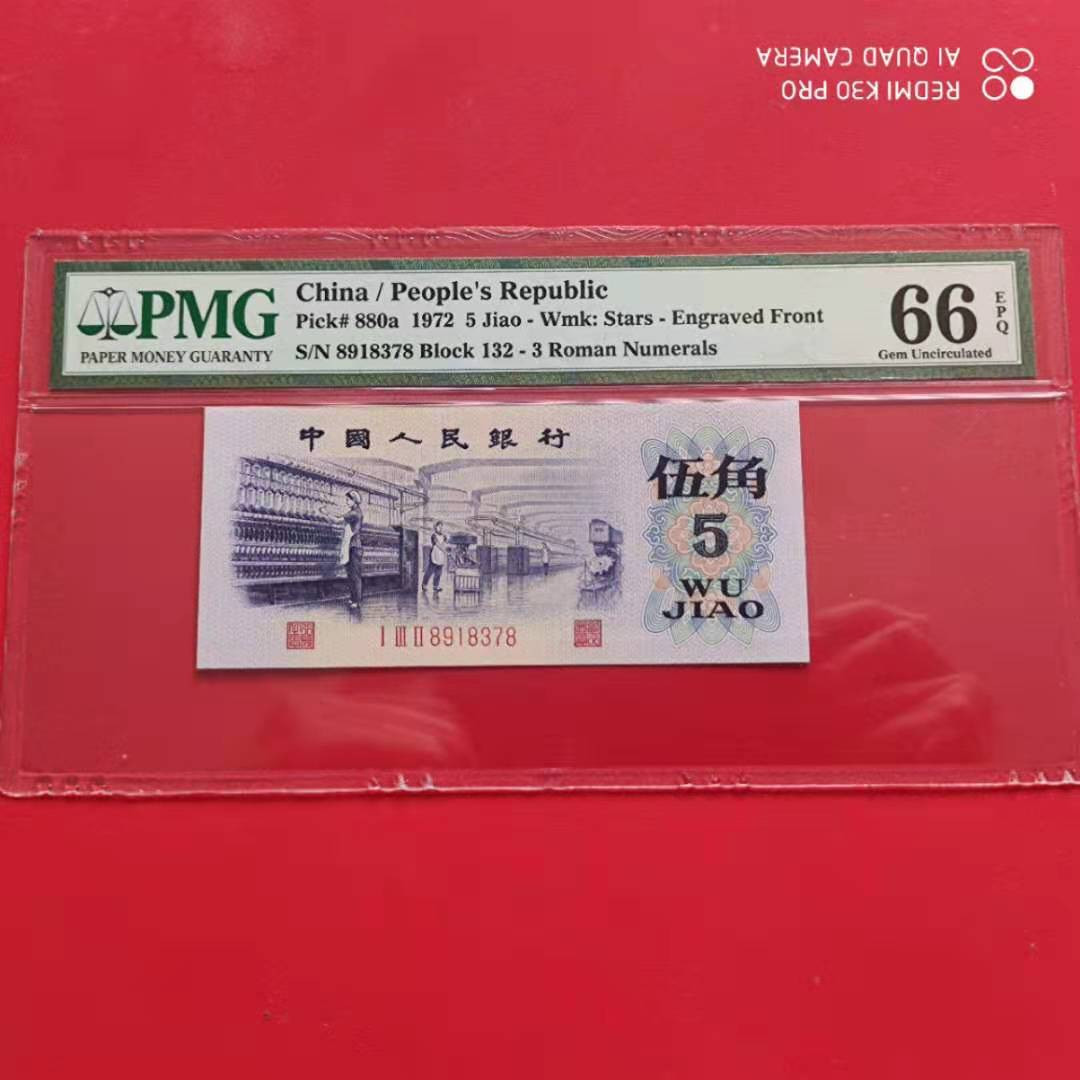 REDMI K30 PRO
AI QUAD CAMERA
PMG
PAPER MONEY GUARANTY
China / People's Republic
Pick# 880a 1972 5 Jiao - Wmk: Stars - Engraved Front
S/N 8918378 Block 132 - 3 Roman Numerals
66
EPQ
Gem Uncirculated
中國人民銀行
伍角
5
WU
JIAO
I III II 8918378